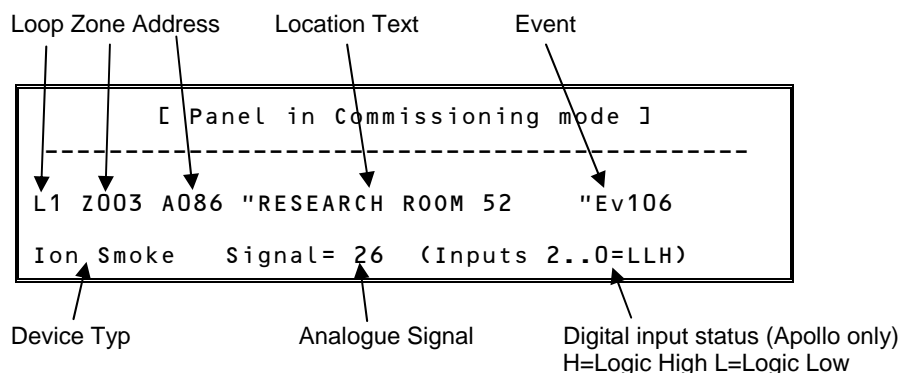 Loop Zone Address Location Text Event
[ Panel in Commissioning mode ]
------------------------------------------------
L1 Z003 A086 "RESEARCH ROOM 52 "Ev106
Ion Smoke Signal= 26 (Inputs 2..0=LLH)
Device Typ Analogue Signal Digital input status (Apollo only)
H=Logic High L=Logic Low